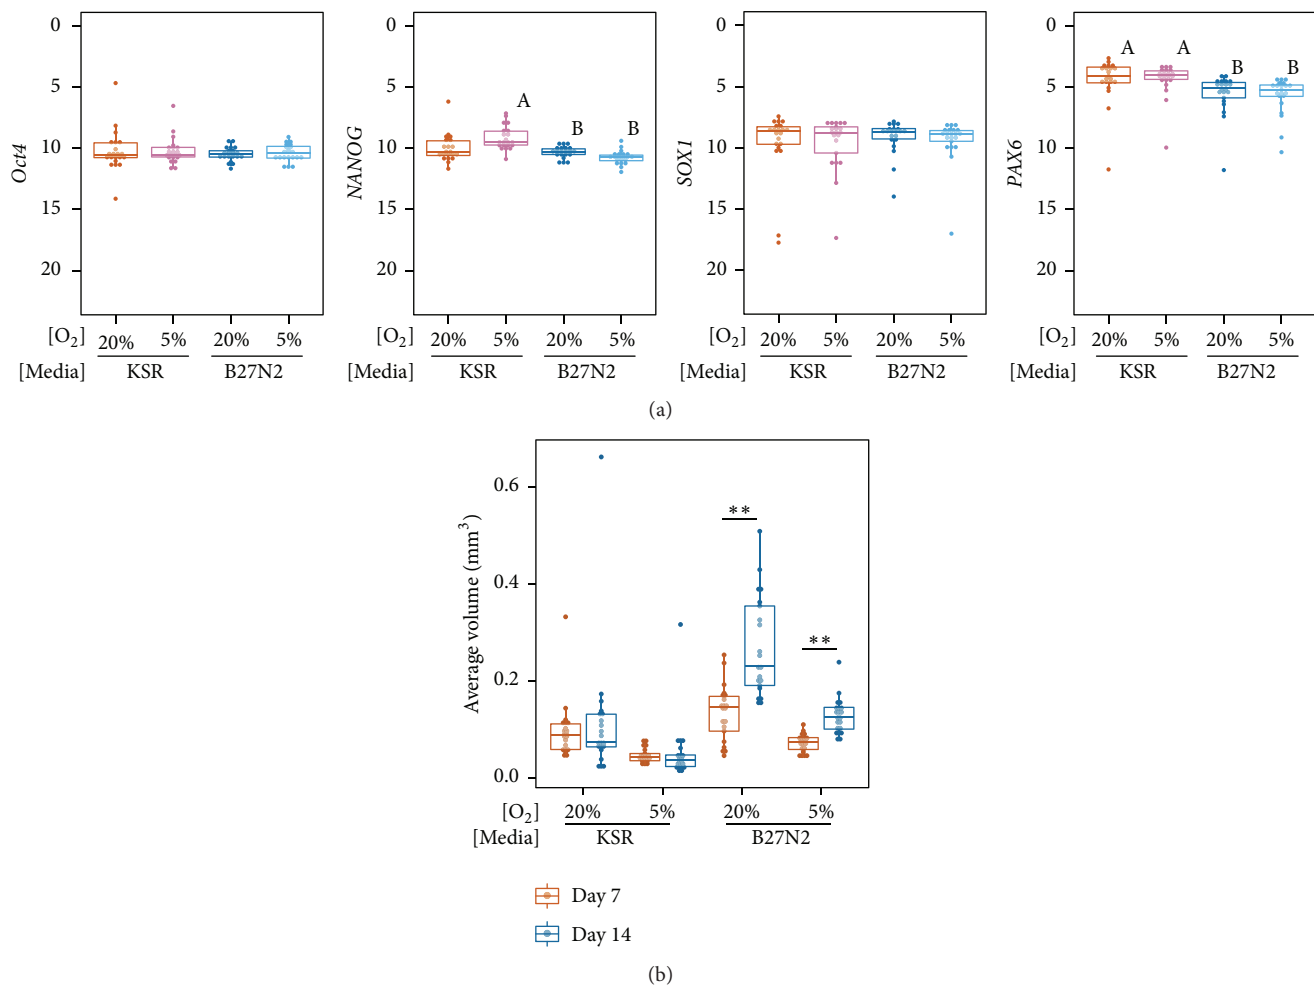 0
5
10
15
20
Oct4
[O2]
20% 5% 20% 5%
[Media]
KSR B27N2
0
5
10
15
20
NANOG
A
B
B
[O2]
20% 5% 20% 5%
[Media]
KSR B27N2
0
5
10
15
20
SOX1
[O2]
20% 5% 20% 5%
[Media]
KSR B27N2
0
5
10
15
20
PAX6
A
A
B
B
[O2]
20% 5% 20% 5%
[Media]
KSR B27N2
(a)
0.6
0.4
0.2
0.0
Average volume (mm3)
**
**
[O2]
20% 5% 20% 5%
[Media]
KSR B27N2
Day 7
Day 14
(b)